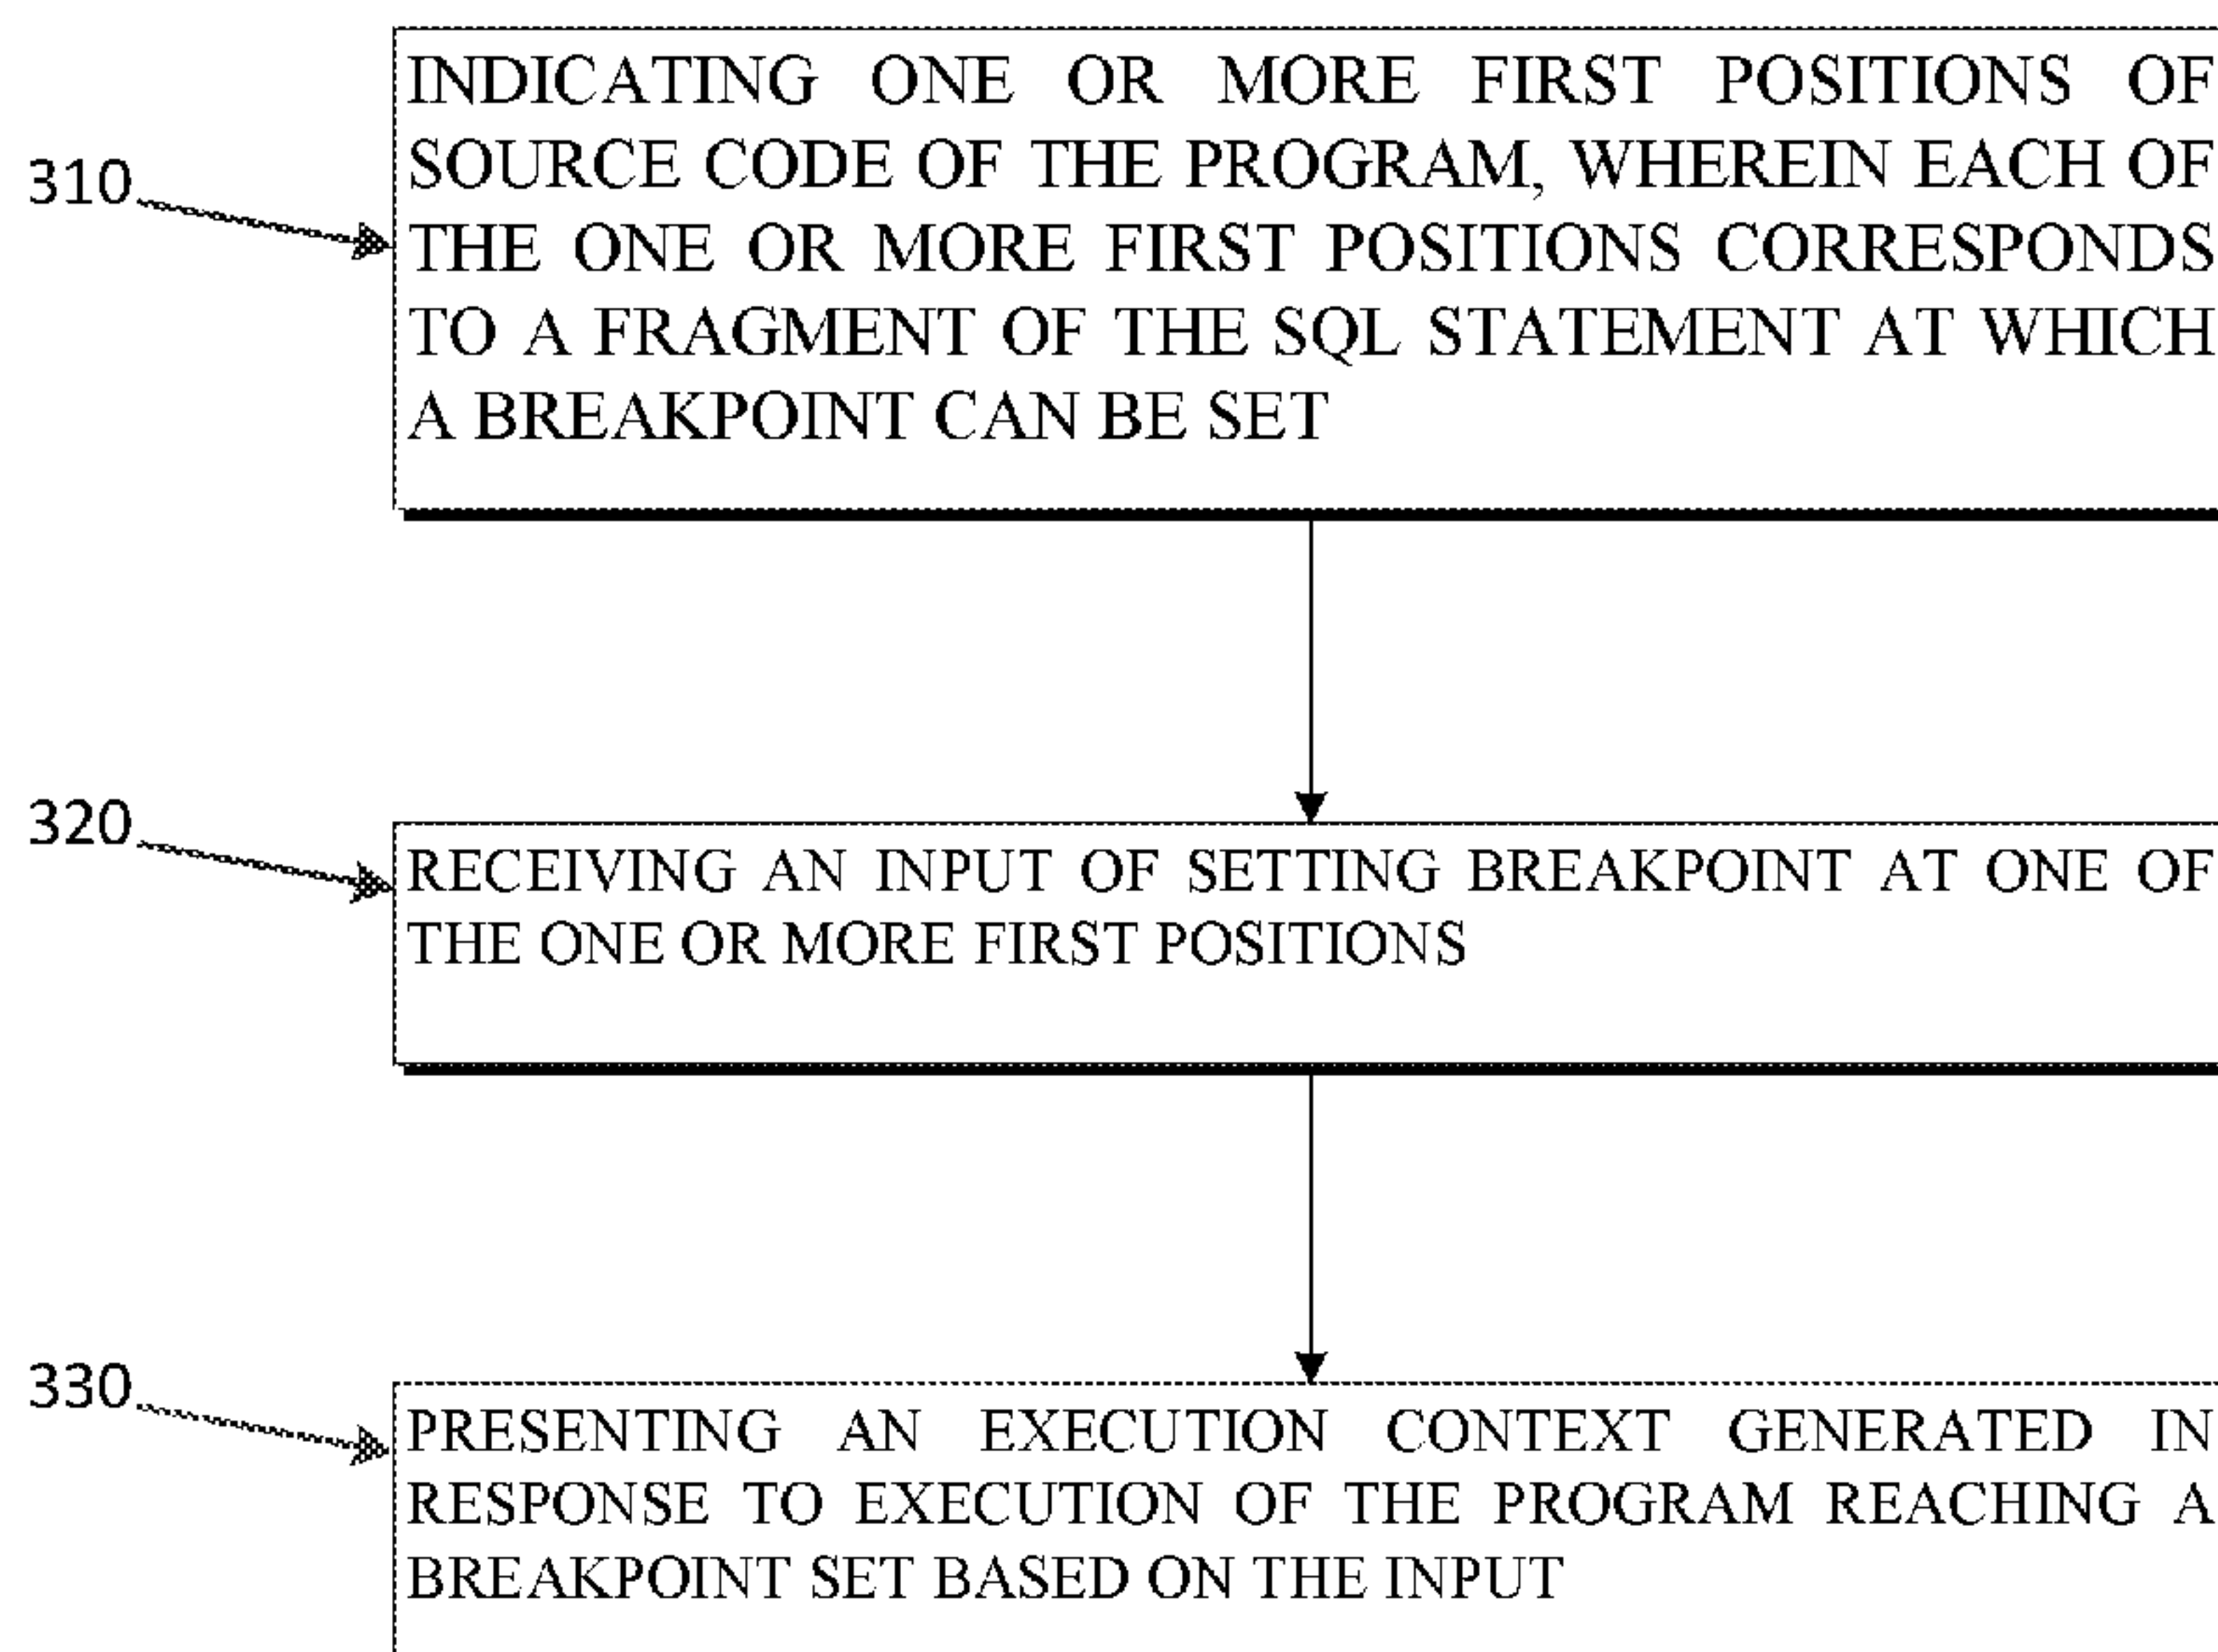 INDICATING ONE OR MORE FIRST POSITIONS OF
SOURCE CODE OF THE PROGRAM, WHEREIN EACH OF
310
THE ONE OR MORE FIRST POSITIONS CORRESPONDS
TO A FRAGMENT OF THE SQL STATEMENT AT WHICH
A BREAKPOINT CAN BE SET
320
RECEIVING AN INPUT OF SETTING BREAKPOINT AT ONE OF
THE ONE OR MORE FIRST POSITIONS
330
PRESENTING AN EXECUTION CONTEXT GENERATED IN
RESPONSE TO EXECUTION OF THE PROGRAM REACHING A
BREAKPOINT SET BASED ON THE INPUT